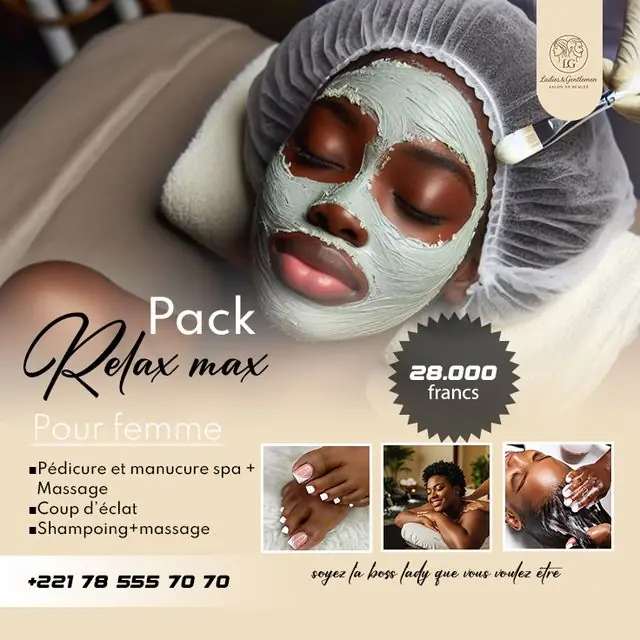 LG
Ladies & Gentlemen
SALON DE BEAUTÉ
Pack
Relax max
28.000
francs
Pour femme
▪Pédicure et manucure spa +
Massage
▪Coup d'éclat
▪Shampoing+massage
+221 78 555 70 70
soyez la boss lady que vous voulez être